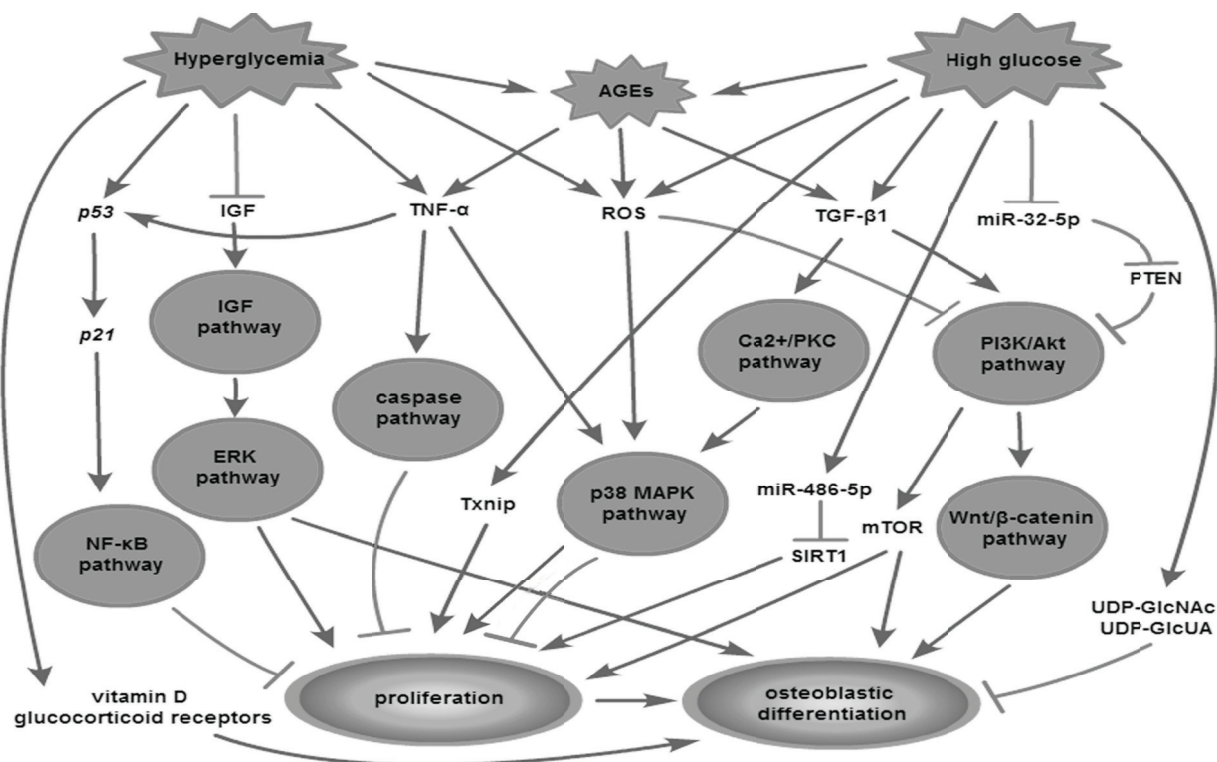 Hyperglycemia
High glucose
AGEs
p53
IGF
TNF-α
ROS
TGF-β1
miR-32-5p
PTEN
IGF
pathway
p21
Ca2+/PKC
pathway
PI3K/Akt
pathway
caspase
pathway
ERK
pathway
Txnip
p38 MAPK
pathway
miR-486-5p
SIRT1
mTOR
Wnt/β-catenin
pathway
NF-κB
pathway
UDP-GlcNAc
UDP-GlcUA
vitamin D
glucocorticoid receptors
proliferation
osteoblastic
differentiation